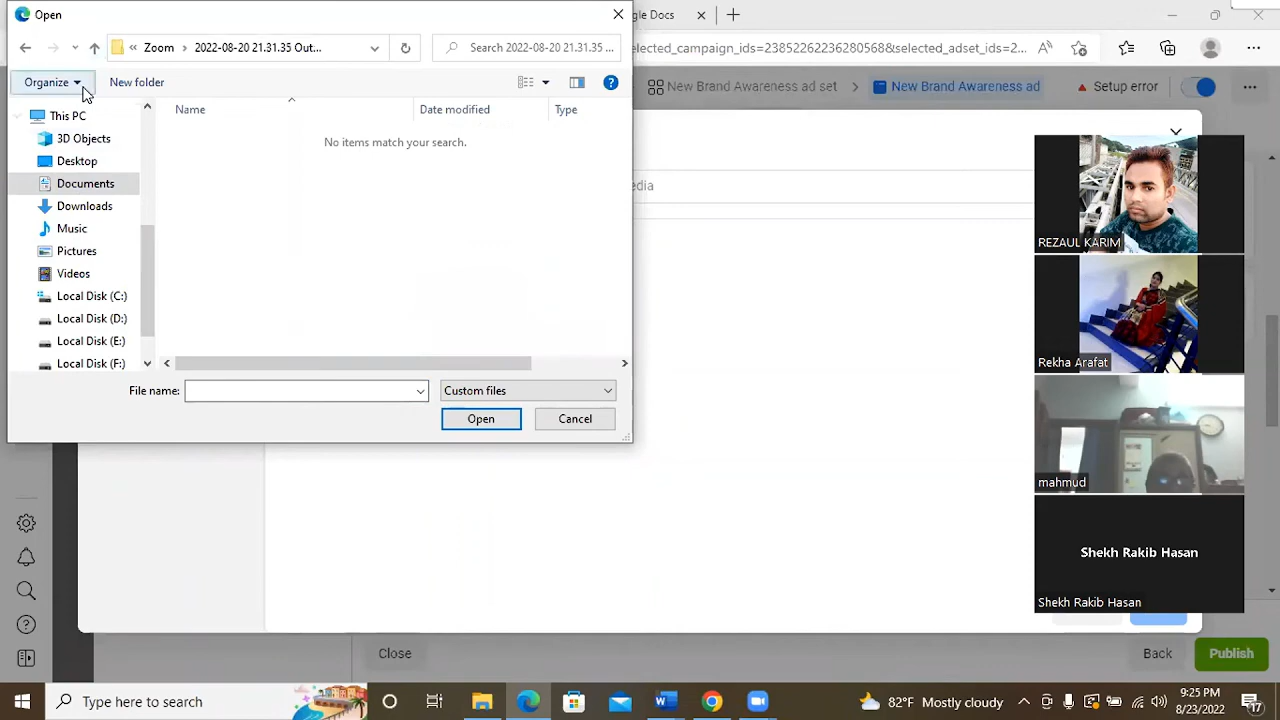 Open
ogle Docs
Zoom
2022-08-20 21.31.35 Out...
Search 2022-08-20 21.31.35 ...
elected_campaign_ids=23852262236280568&selected_adset_ids=2...
Organize
New folder
New Brand Awareness ad set
New Brand Awareness ad
Setup error
Name
Date modified
Type
No items match your search.
This PC
3D Objects
Desktop
Documents
Downloads
Music
Pictures
Videos
Local Disk (C:)
Local Disk (D:)
Local Disk (E:)
Local Disk (F:)
edia
File name:
Custom files
Open
Cancel
REZAUL KARIM
Rekha Arafat
mahmud
Shekh Rakib Hasan
Shekh Rakib Hasan
Close
Back
Publish
Type here to search
82°F Mostly cloudy
9:25 PM
8/23/2022
17